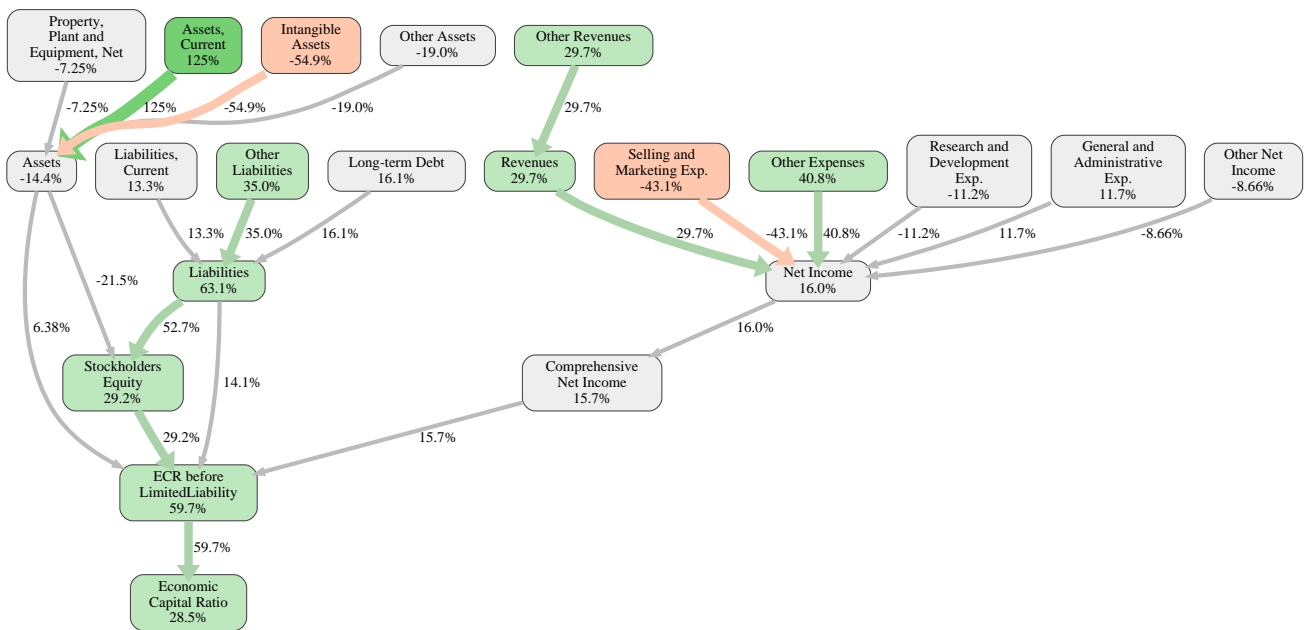 Property,
Plant and
Equipment, Net
-7.25%
Assets,
Current
125%
Intangible
Assets
-54.9%
Other Assets
-19.0%
Other Revenues
29.7%
-7.25%
125%
-54.9%
-19.0%
29.7%
Assets
-14.4%
Liabilities,
Current
13.3%
Other
Liabilities
35.0%
Long-term Debt
16.1%
Revenues
29.7%
Selling and
Marketing Exp.
-43.1%
Other Expenses
40.8%
Research and
Development
Exp.
-11.2%
General and
Administrative
Exp.
11.7%
Other Net
Income
-8.66%
13.3%
35.0%
16.1%
29.7%
-43.1%
40.8%
-11.2%
11.7%
-8.66%
Liabilities
63.1%
Net Income
16.0%
-21.5%
6.38%
52.7%
16.0%
Stockholders
Equity
29.2%
14.1%
Comprehensive
Net Income
15.7%
29.2%
15.7%
ECR before
LimitedLiability
59.7%
59.7%
Economic
Capital Ratio
28.5%